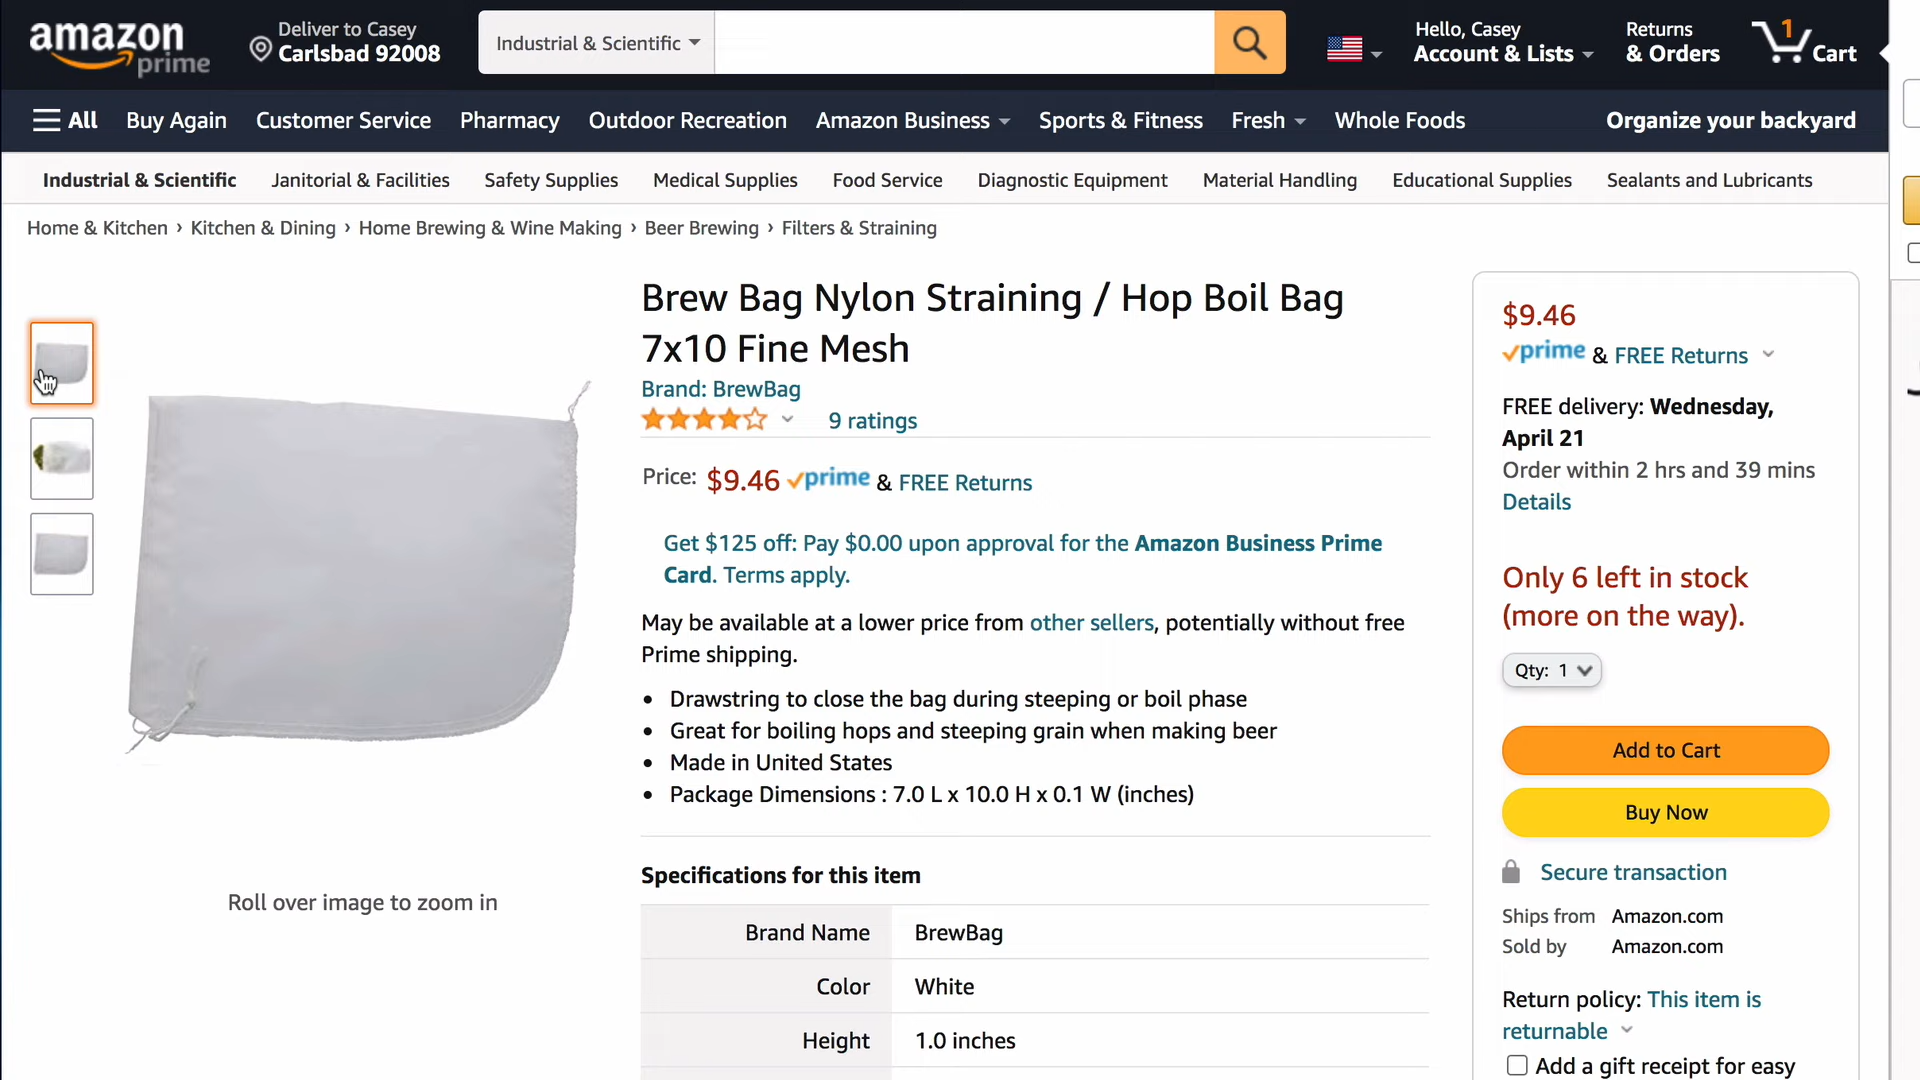 amazon prime
Deliver to Casey
Carlsbad 92008
Industrial & Scientific
Hello, Casey
Account & Lists
Returns
& Orders
1
Cart
All
Buy Again
Customer Service
Pharmacy
Outdoor Recreation
Amazon Business
Sports & Fitness
Fresh
Whole Foods
Organize your backyard
Industrial & Scientific
Janitorial & Facilities
Safety Supplies
Medical Supplies
Food Service
Diagnostic Equipment
Material Handling
Educational Supplies
Sealants and Lubricants
Home & Kitchen › Kitchen & Dining › Home Brewing & Wine Making › Beer Brewing › Filters & Straining
Brew Bag Nylon Straining / Hop Boil Bag
7x10 Fine Mesh
Brand: BrewBag
9 ratings
Price: $9.46 prime & FREE Returns
Get $125 off: Pay $0.00 upon approval for the Amazon Business Prime
Card. Terms apply.
May be available at a lower price from other sellers, potentially without free
Prime shipping.
• Drawstring to close the bag during steeping or boil phase
• Great for boiling hops and steeping grain when making beer
• Made in United States
• Package Dimensions : 7.0 L x 10.0 H x 0.1 W (inches)
Specifications for this item
Brand Name BrewBag
Color White
Height 1.0 inches
Roll over image to zoom in
$9.46
prime & FREE Returns
FREE delivery: Wednesday,
April 21
Order within 2 hrs and 39 mins
Details
Only 6 left in stock
(more on the way).
Qty: 1
Add to Cart
Buy Now
Secure transaction
Ships from Amazon.com
Sold by Amazon.com
Return policy: This item is
returnable
Add a gift receipt for easy